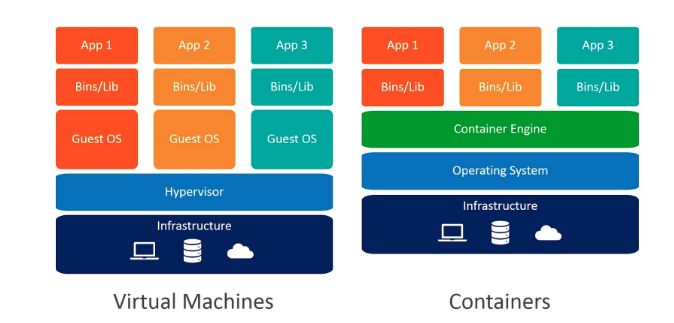 App 1
App 2
App 3
Bins/Lib
Bins/Lib
Bins/Lib
Guest OS
Guest OS
Guest OS
Hypervisor
Infrastructure
Virtual Machines
App 1
App 2
App 3
Bins/Lib
Bins/Lib
Bins/Lib
Container Engine
Operating System
Infrastructure
Containers